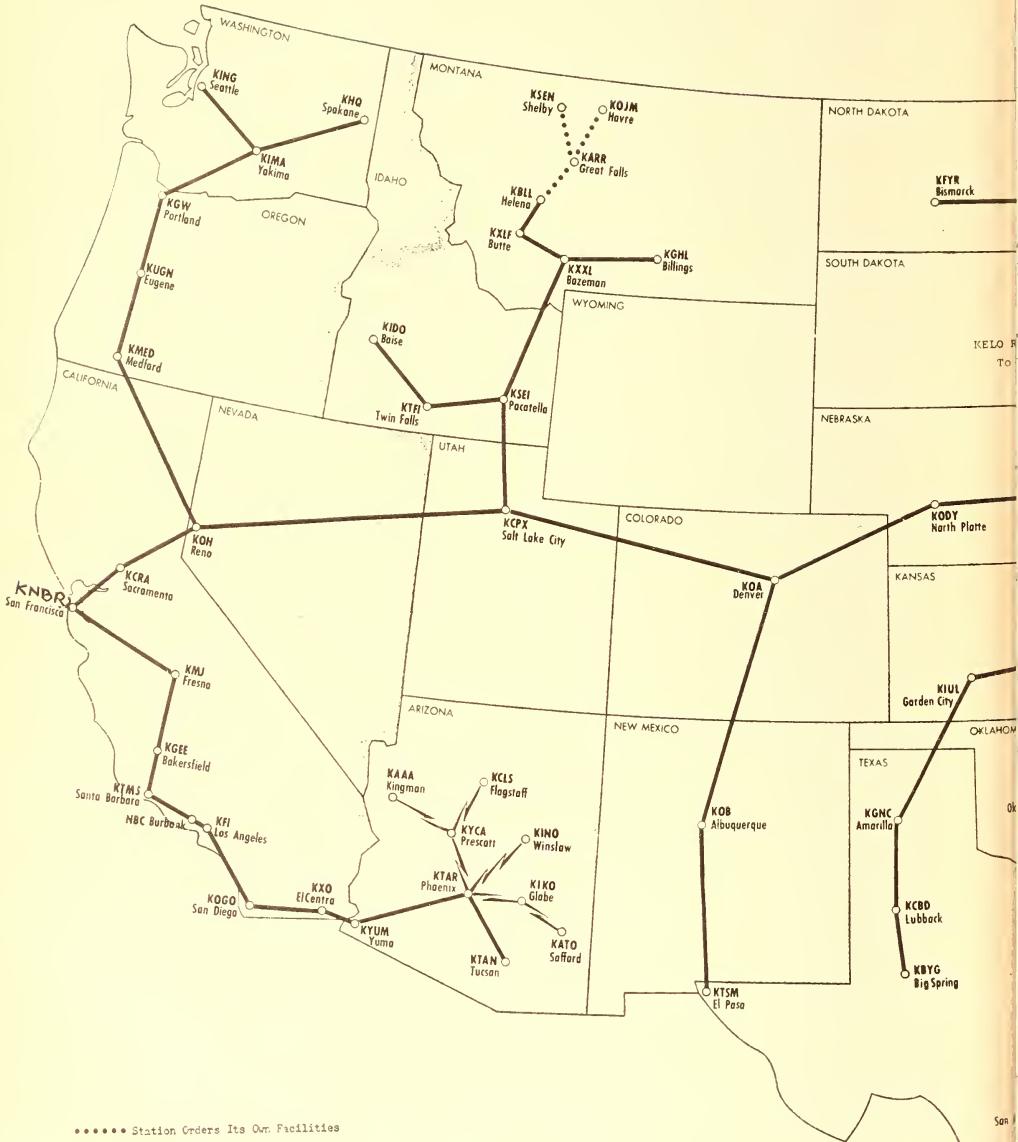 WASHINGTON
KING
Seattle
KHQ
Spokane
KIMA
Yakima
KGW
Portland
OREGON
IDAHO
KUGN
Eugene
KMED
Medford
MONTANA
KSEN
Shelby
KOJM
Havre
KARR
Great Falls
KBLL
Helena
KXLF
Butte
KXXL
Bozeman
KGHL
Billings
NORTH DAKOTA
KFYR
Bismarck
SOUTH DAKOTA
WYOMING
KELO
To
KIDO
Boise
KTFI
Twin Falls
KSEI
Pocatello
CALIFORNIA
NEVADA
UTAH
NEBRASKA
KOH
Reno
KCPX
Salt Lake City
COLORADO
KODY
North Platte
KCRA
Sacramento
KNBR
San Francisco
KOA
Denver
KANSAS
KMJ
Fresno
KIUL
Garden City
ARIZONA
NEW MEXICO
OKLAHOM
TEXAS
KGEE
Bakersfield
KTMS
Santa Barbara
NBC Burbank
KFI
Los Angeles
KAAA
Kingman
KCLS
Flagstaff
KYCA
Prescott
KINO
Winslow
KOB
Albuquerque
KGNC
Amarillo
Ok
KTAR
Phoenix
KIKO
Globe
KOGO
San Diego
KXO
El Centro
KYUM
Yuma
KATO
Safford
KTAN
Tucson
KCBD
Lubbock
KBYG
Big Spring
KTSM
El Paso
San
•••••• Station Orders Its Own Facilities